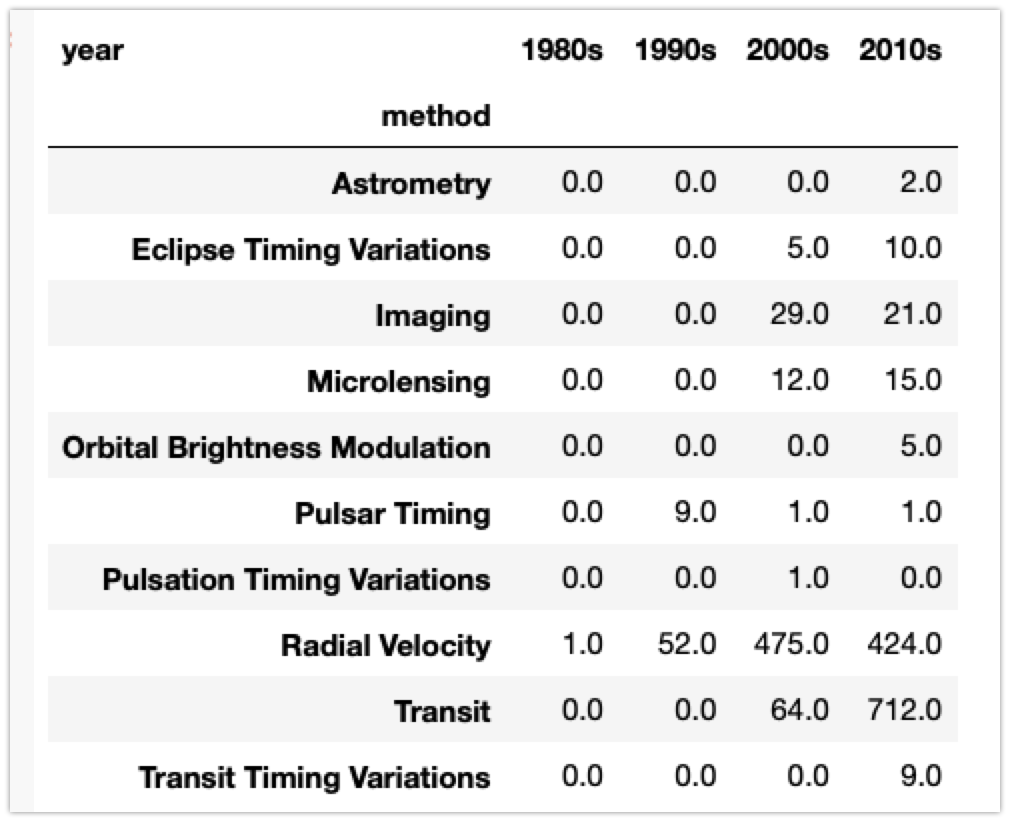 year 1980s 1990s 2000s 2010s
method
Astrometry 0.0 0.0 0.0 2.0
Eclipse Timing Variations 0.0 0.0 5.0 10.0
Imaging 0.0 0.0 29.0 21.0
Microlensing 0.0 0.0 12.0 15.0
Orbital Brightness Modulation 0.0 0.0 0.0 5.0
Pulsar Timing 0.0 9.0 1.0 1.0
Pulsation Timing Variations 0.0 0.0 1.0 0.0
Radial Velocity 1.0 52.0 475.0 424.0
Transit 0.0 0.0 64.0 712.0
Transit Timing Variations 0.0 0.0 0.0 9.0